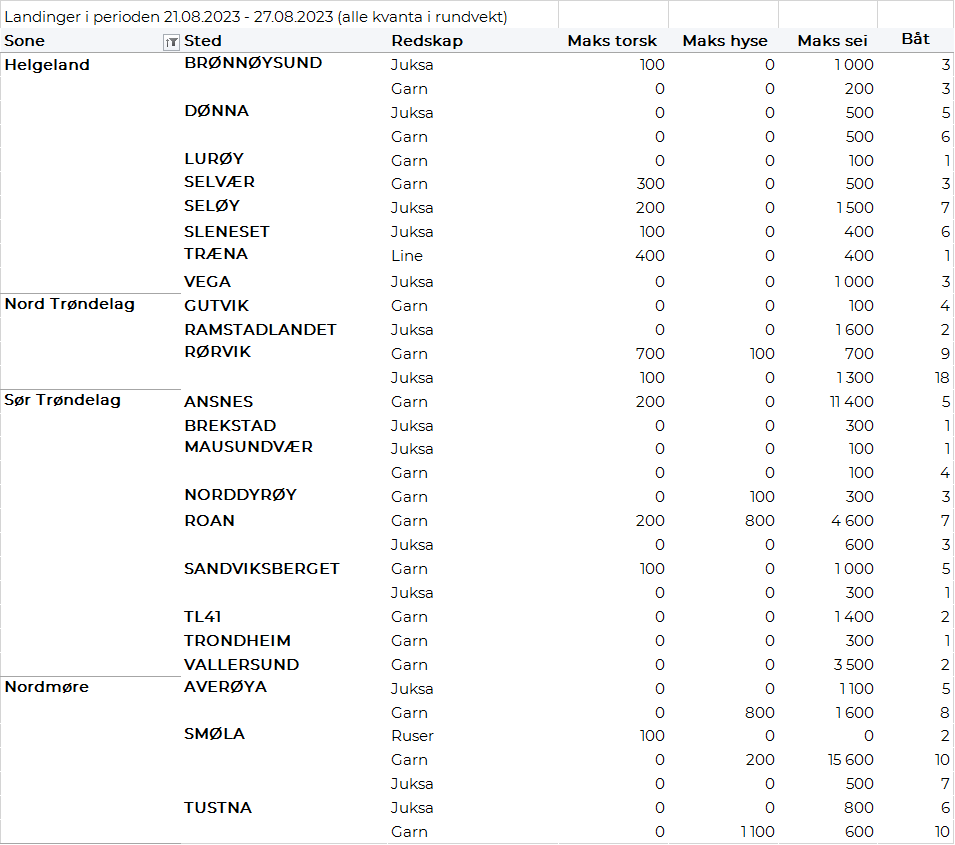 Landinger i perioden 21.08.2023 - 27.08.2023 (alle kvanta i rundvekt)
Sone Sted Redskap Maks torsk Maks hyse Maks sei Båt
Helgeland BRØNNØYSUND Juksa 100 0 1 000 3
Garn 0 0 200 3
DØNNA Juksa 0 0 500 5
Garn 0 0 500 6
LURØY Garn 0 0 100 1
SELVÆR Garn 300 0 500 3
SELØY Juksa 200 0 1 500 7
SLENESET Juksa 100 0 400 6
TRÆNA Line 400 0 400 1
VEGA Juksa 0 0 1 000 3
Nord Trøndelag GUTVIK Garn 0 0 100 4
RAMSTADLANDET Juksa 0 0 1 600 2
RØRVIK Garn 700 100 700 9
Juksa 100 0 1 300 18
Sør Trøndelag ANSNES Garn 200 0 11 400 5
BREKSTAD Juksa 0 0 300 1
MAUSUNDVÆR Juksa 0 0 100 1
Garn 0 0 100 4
NORDDYRØY Garn 0 100 300 3
ROAN Garn 200 800 4 600 7
Juksa 0 0 600 3
SANDVIKSBERGET Garn 100 0 1 000 5
Juksa 0 0 300 1
TL41 Garn 0 0 1 400 2
TRONDHEIM Garn 0 0 300 1
VALLERSUND Garn 0 0 3 500 2
Nordmøre AVERØYA Juksa 0 0 1 100 5
Garn 0 800 1 600 8
SMØLA Ruser 100 0 0 2
Garn 0 200 15 600 10
Juksa 0 0 500 7
TUSTNA Juksa 0 0 800 6
Garn 0 1 100 600 10